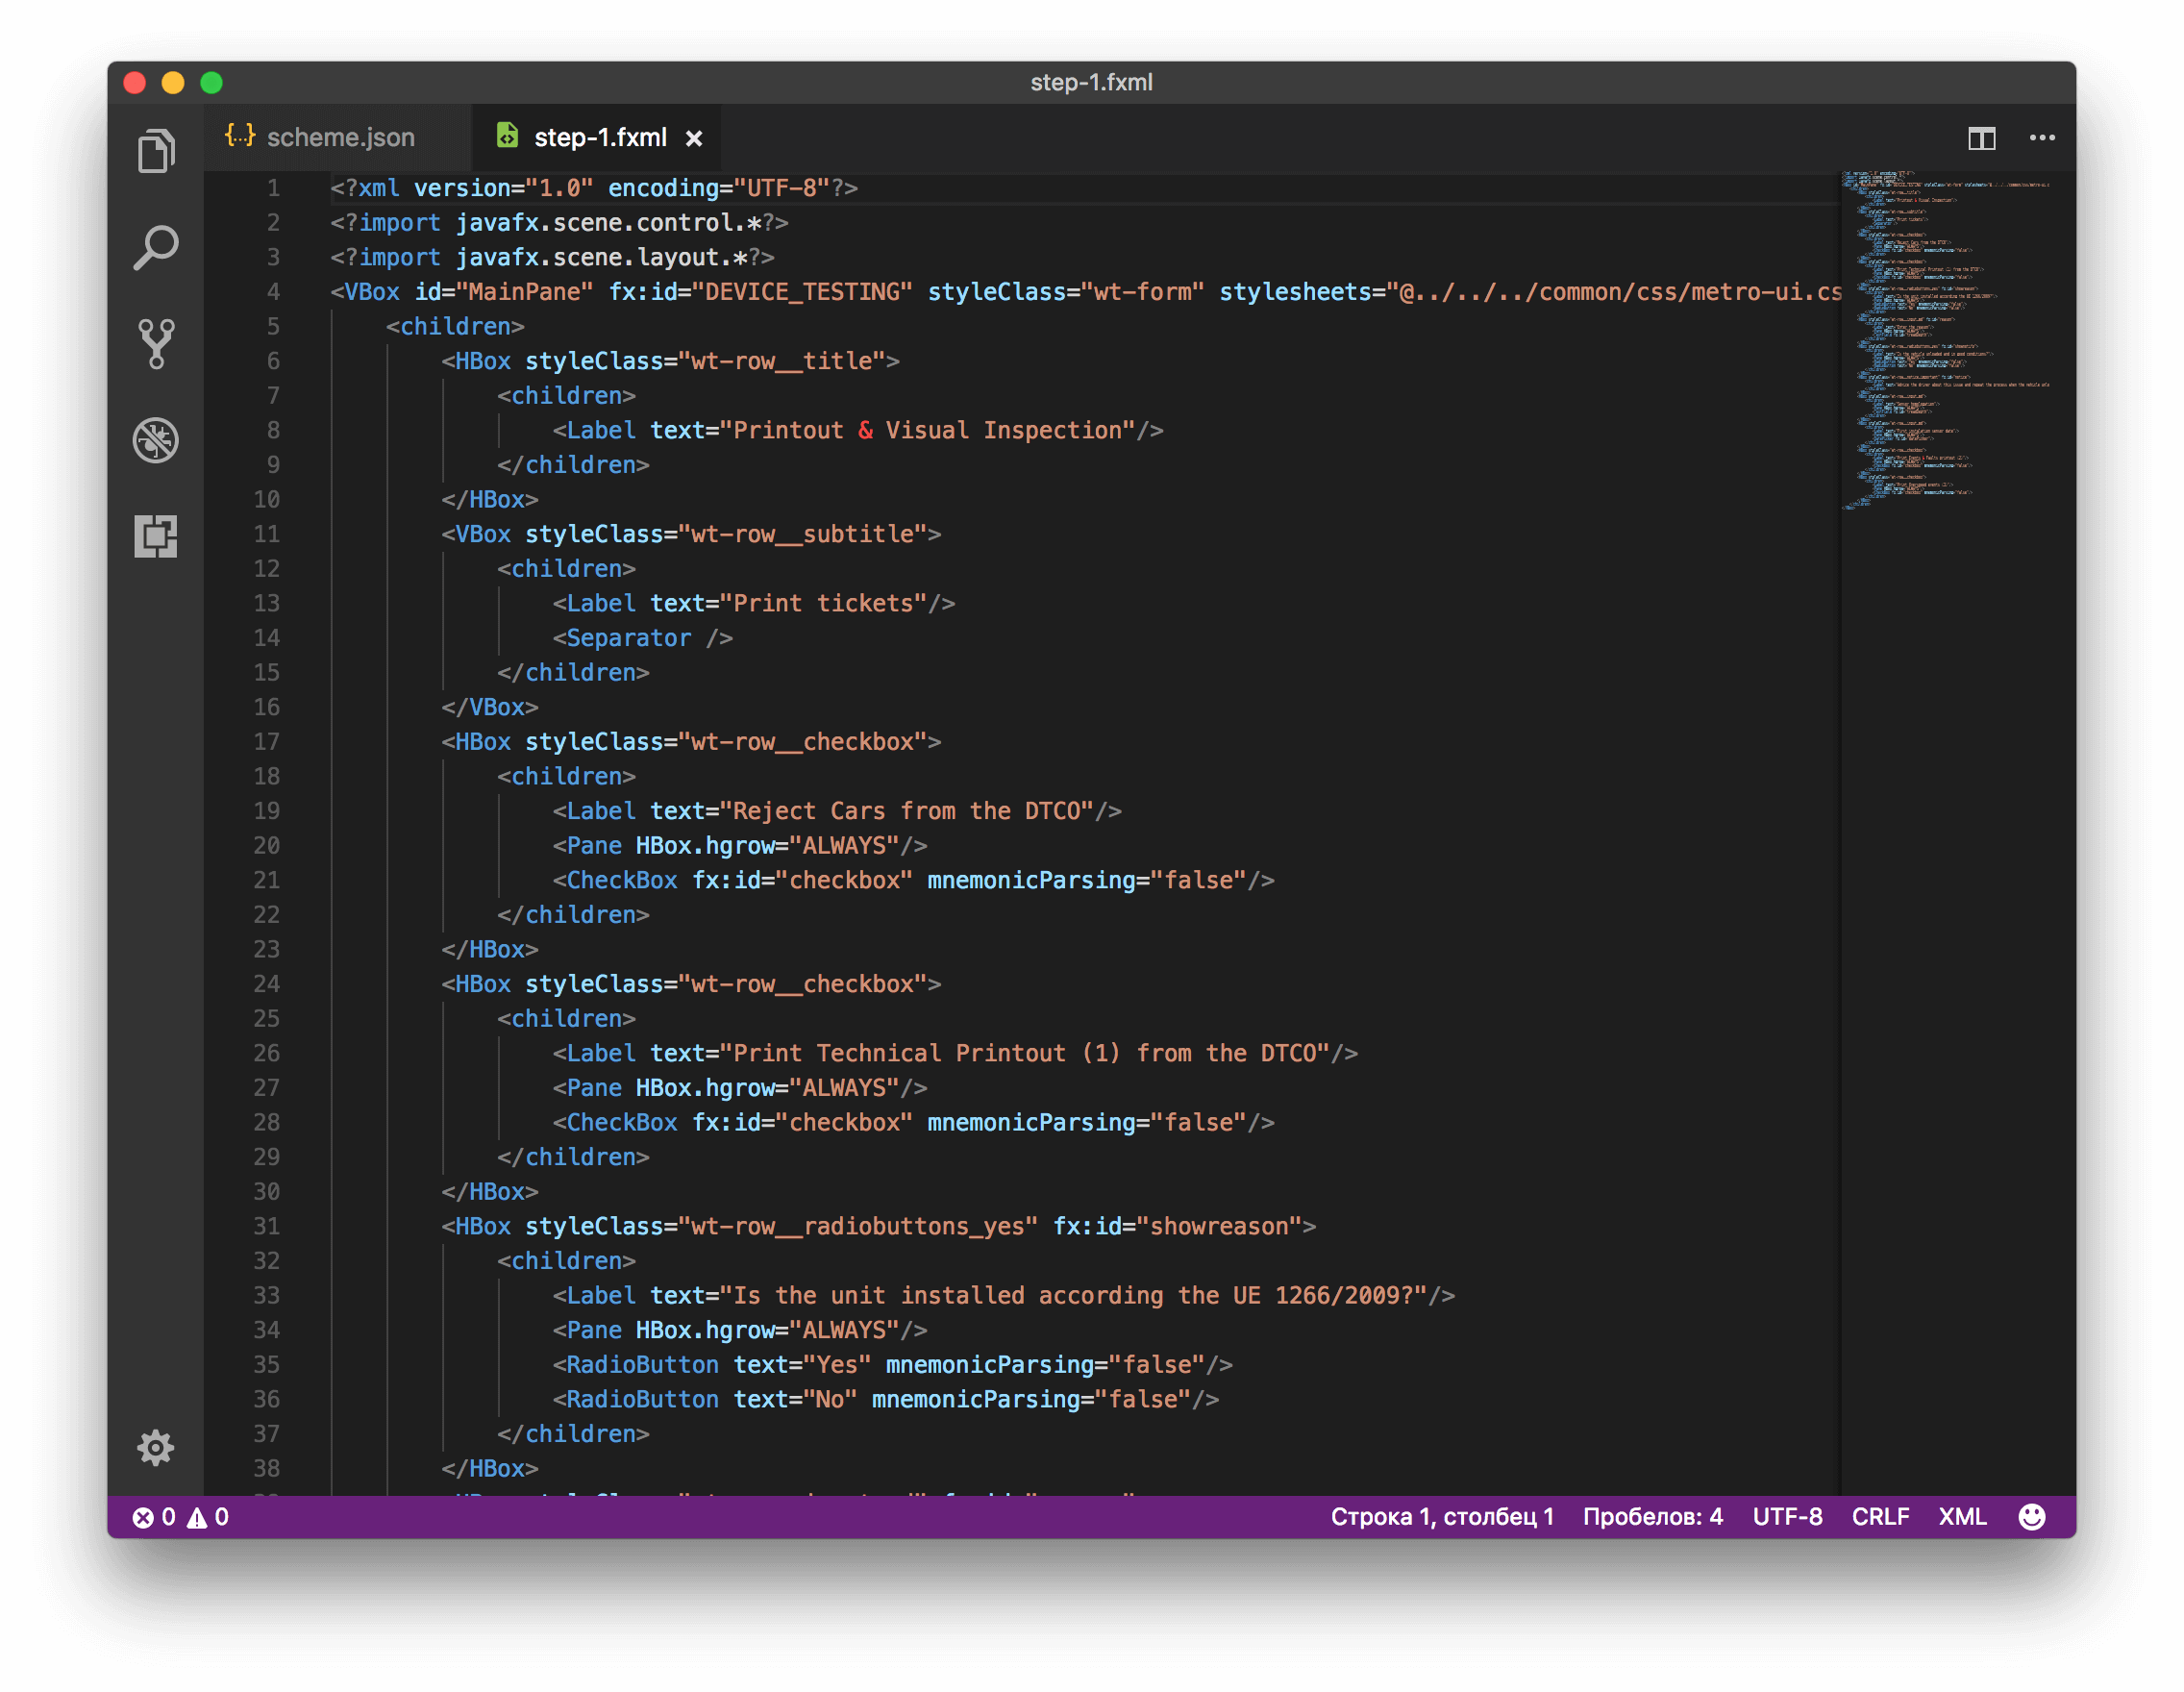 step-1.fxml
{..} scheme.json
step-1.fxml ×
1 <?xml version="1.0" encoding="UTF-8"?>
2 <?import javafx.scene.control.*?>
3 <?import javafx.scene.layout.*?>
4 <VBox id="MainPane" fx:id="DEVICE_TESTING" styleClass="wt-form" stylesheets="@../../../common/css/metro-ui.cs
5 <children>
6 <HBox styleClass="wt-row__title">
7 <children>
8 <Label text="Printout & Visual Inspection"/>
9 </children>
10 </HBox>
11 <VBox styleClass="wt-row__subtitle">
12 <children>
13 <Label text="Print tickets"/>
14 <Separator />
15 </children>
16 </VBox>
17 <HBox styleClass="wt-row__checkbox">
18 <children>
19 <Label text="Reject Cars from the DTCO"/>
20 <Pane HBox.hgrow="ALWAYS"/>
21 <CheckBox fx:id="checkbox" mnemonicParsing="false"/>
22 </children>
23 </HBox>
24 <HBox styleClass="wt-row__checkbox">
25 <children>
26 <Label text="Print Technical Printout (1) from the DTCO"/>
27 <Pane HBox.hgrow="ALWAYS"/>
28 <CheckBox fx:id="checkbox" mnemonicParsing="false"/>
29 </children>
30 </HBox>
31 <HBox styleClass="wt-row__radiobuttons_yes" fx:id="showreason">
32 <children>
33 <Label text="Is the unit installed according the UE 1266/2009?"/>
34 <Pane HBox.hgrow="ALWAYS"/>
35 <RadioButton text="Yes" mnemonicParsing="false"/>
36 <RadioButton text="No" mnemonicParsing="false"/>
37 </children>
38 </HBox>
0 0
Строка 1, столбец 1 Пробелов: 4 UTF-8 CRLF XML